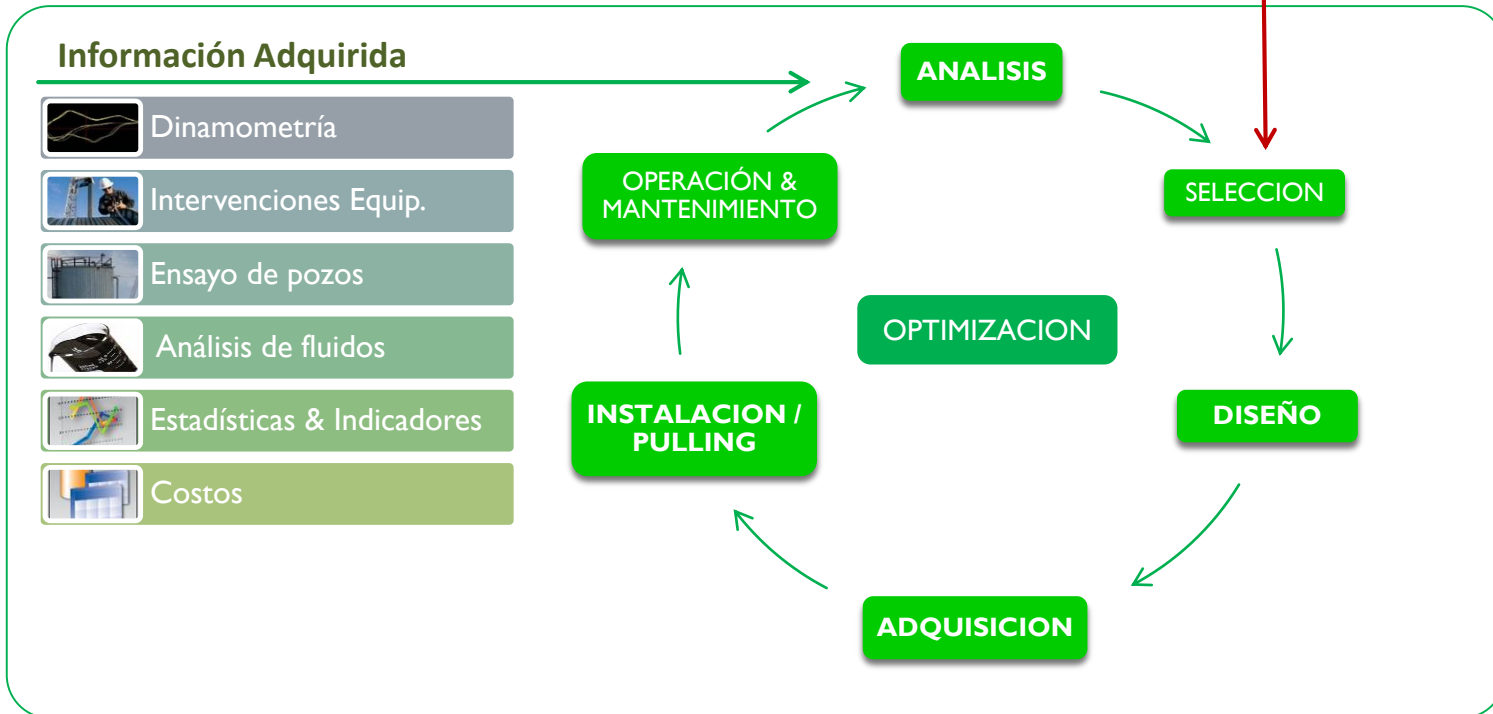 Información Adquirida
Dinamometría
Intervenciones Equip.
Ensayo de pozos
Análisis de fluidos
Estadísticas & Indicadores
Costos
ANALISIS
SELECCION
DISEÑO
ADQUISICION
INSTALACION /
PULLING
OPERACIÓN &
MANTENIMIENTO
OPTIMIZACION